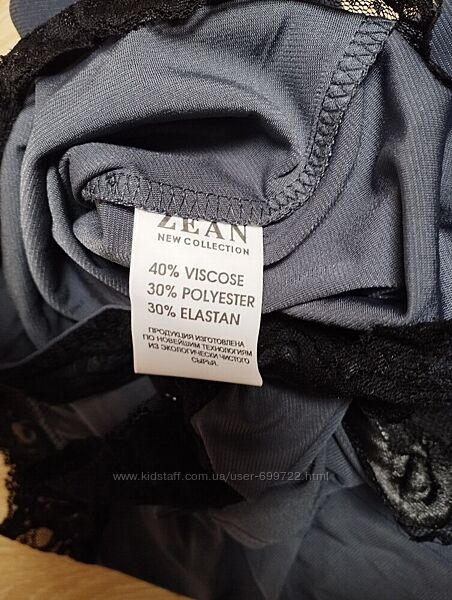 ZEAN
NEW COLLECTION
40% VISCOSE
30% POLYESTER
30% ELASTAN
ПРОДУКЦИЯ ИЗГОТОВЛЕНА
ПО НОВЕЙШИМ ТЕХНОЛОГИЯМ
ИЗ ЭКОЛОГИЧЕСКИ ЧИСТОГО
СЫРЬЯ.
www.kidstaff.com.ua/user-699722.html